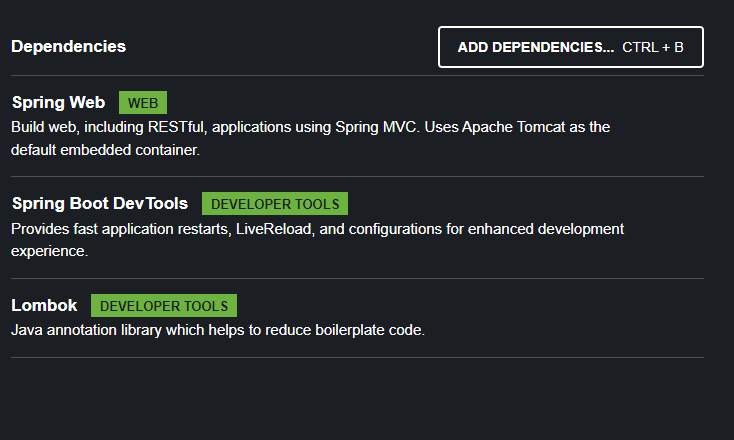 Dependencies
ADD DEPENDENCIES... CTRL + B
Spring Web WEB
Build web, including RESTful, applications using Spring MVC. Uses Apache Tomcat as the
default embedded container.
Spring Boot DevTools DEVELOPER TOOLS
Provides fast application restarts, LiveReload, and configurations for enhanced development
experience.
Lombok DEVELOPER TOOLS
Java annotation library which helps to reduce boilerplate code.